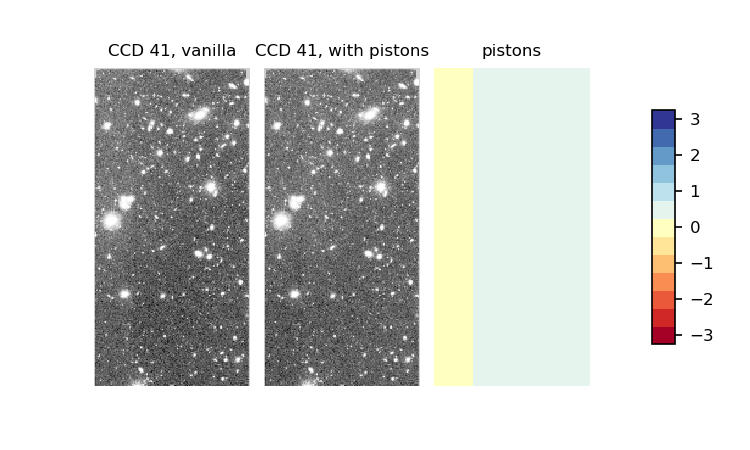 CCD 41, vanilla
CCD 41, with pistons
pistons
3
2
1
0
−1
−2
−3